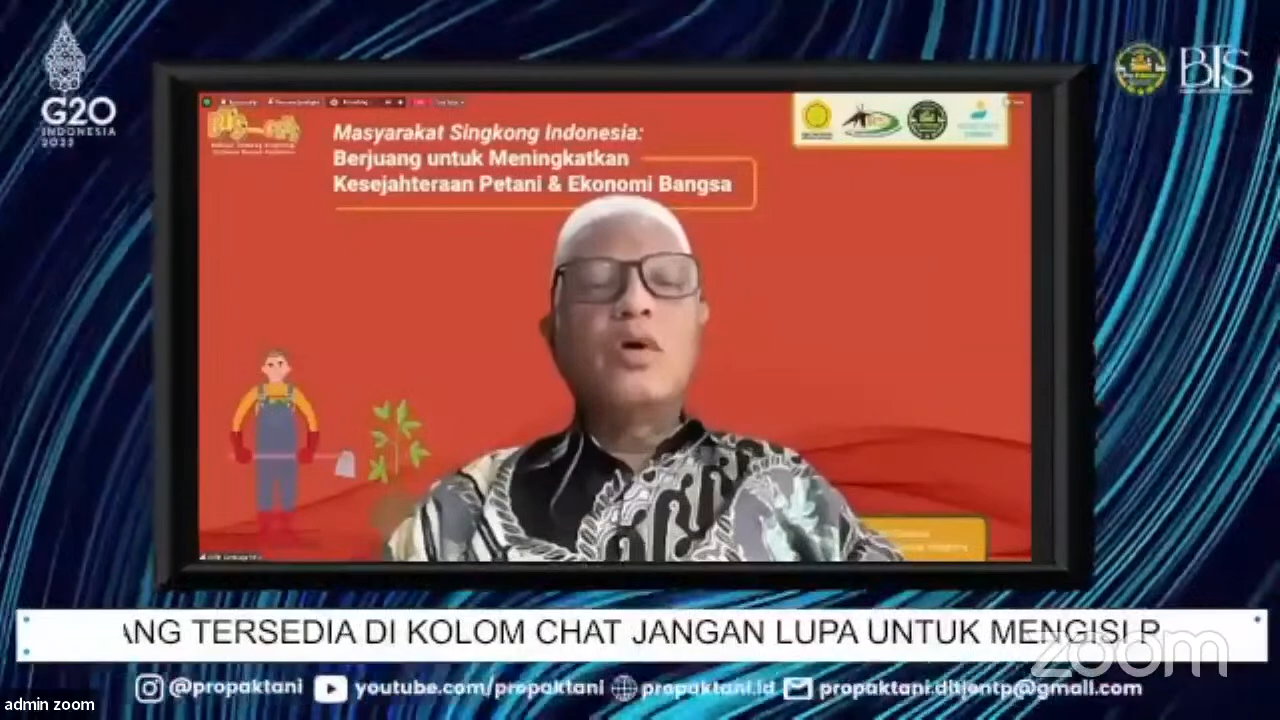 G20
INDONESIA
2022
BTS
Masyarakat Singkong Indonesia:
Berjuang untuk Meningkatkan
Kesejahteraan Petani & Ekonomi Bangsa
ANG TERSEDIA DI KOLOM CHAT JANGAN LUPA UNTUK MENGISI P
zoom
@propaktani
youtube.com/propaktani
propaktani.id
propaktani.ditjentp@gmail.com
admin zoom